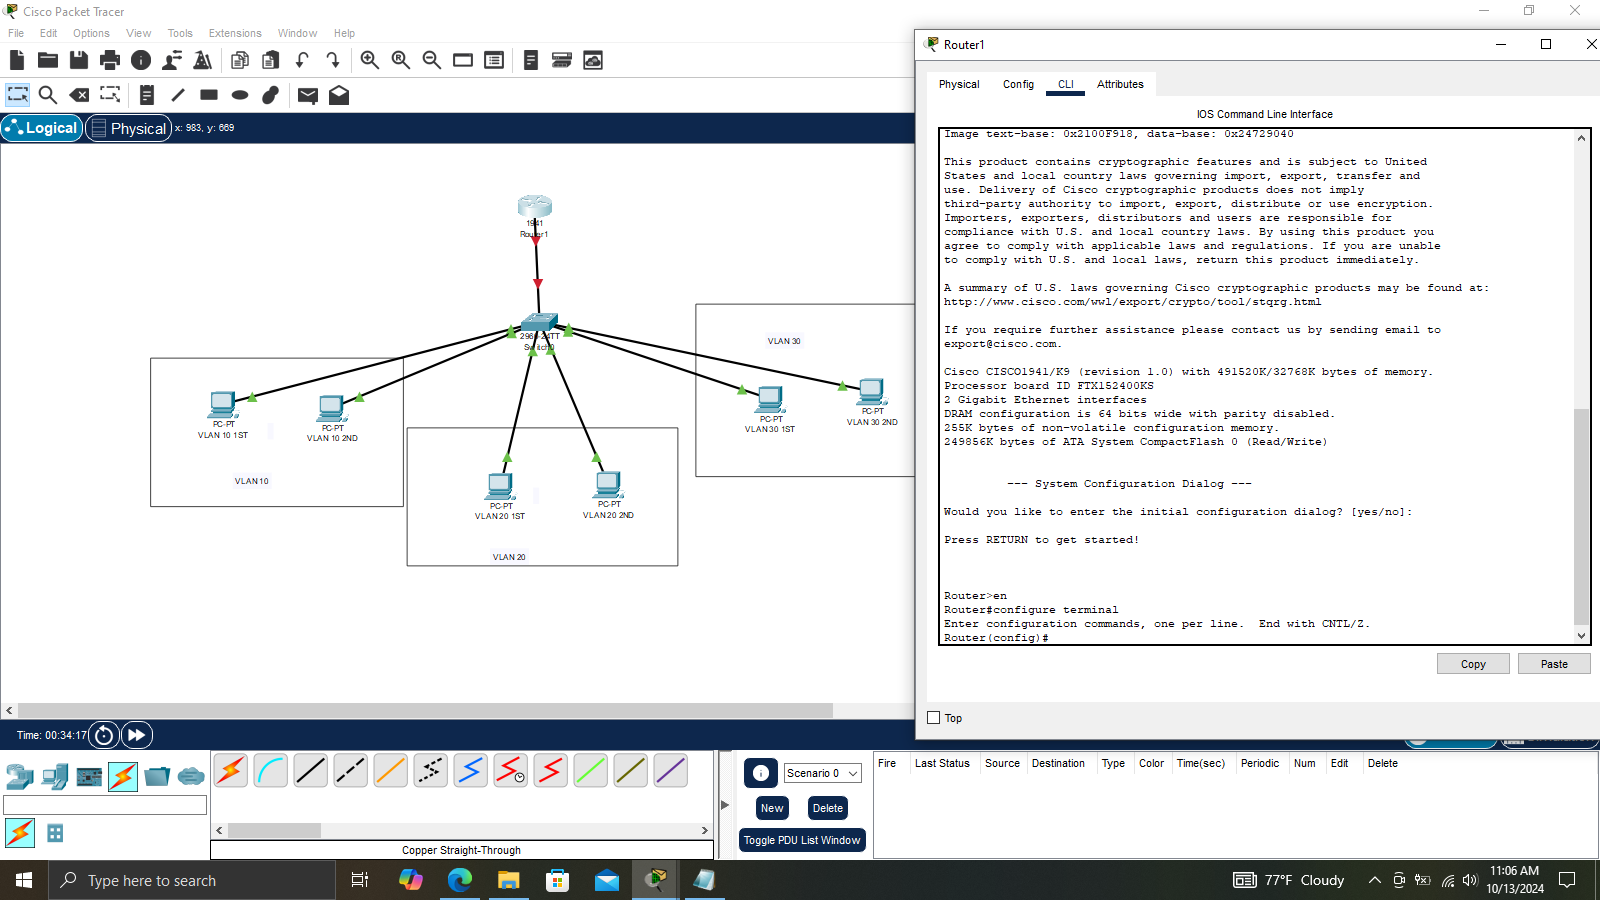 Cisco Packet Tracer
File Edit Options View Tools Extensions Window Help
Logical
Physical
x: 983, y: 669
1941
Router1
2960-24TT
Switch0
PC-PT
VLAN 10 1ST
PC-PT
VLAN 10 2ND
VLAN 10
PC-PT
VLAN 20 1ST
PC-PT
VLAN 20 2ND
VLAN 20
VLAN 30
PC-PT
VLAN 30 1ST
PC-PT
VLAN 30 2ND
Router1
Physical Config CLI Attributes
IOS Command Line Interface
Image text-base: 0x2100F918, data-base: 0x24729040
This product contains cryptographic features and is subject to United
States and local country laws governing import, export, transfer and
use. Delivery of Cisco cryptographic products does not imply
third-party authority to import, export, distribute or use encryption.
Importers, exporters, distributors and users are responsible for
compliance with U.S. and local country laws. By using this product you
agree to comply with applicable laws and regulations. If you are unable
to comply with U.S. and local laws, return this product immediately.
A summary of U.S. laws governing Cisco cryptographic products may be found at:
http://www.cisco.com/wwl/export/crypto/tool/stqrg.html
If you require further assistance please contact us by sending email to
export@cisco.com.
Cisco CISCO1941/K9 (revision 1.0) with 491520K/32768K bytes of memory.
Processor board ID FTX152400KS
2 Gigabit Ethernet interfaces
DRAM configuration is 64 bits wide with parity disabled.
255K bytes of non-volatile configuration memory.
249856K bytes of ATA System CompactFlash 0 (Read/Write)
--- System Configuration Dialog ---
Would you like to enter the initial configuration dialog? [yes/no]:
Press RETURN to get started!
Router>en
Router#configure terminal
Enter configuration commands, one per line.  End with CNTL/Z.
Router(config)#
Copy
Paste
Top
Time: 00:34:17
Scenario 0
New
Delete
Toggle PDU List Window
Fire Last Status Source Destination Type Color Time(sec) Periodic Num Edit Delete
Copper Straight-Through
Type here to search
77°F Cloudy
11:06 AM
10/13/2024